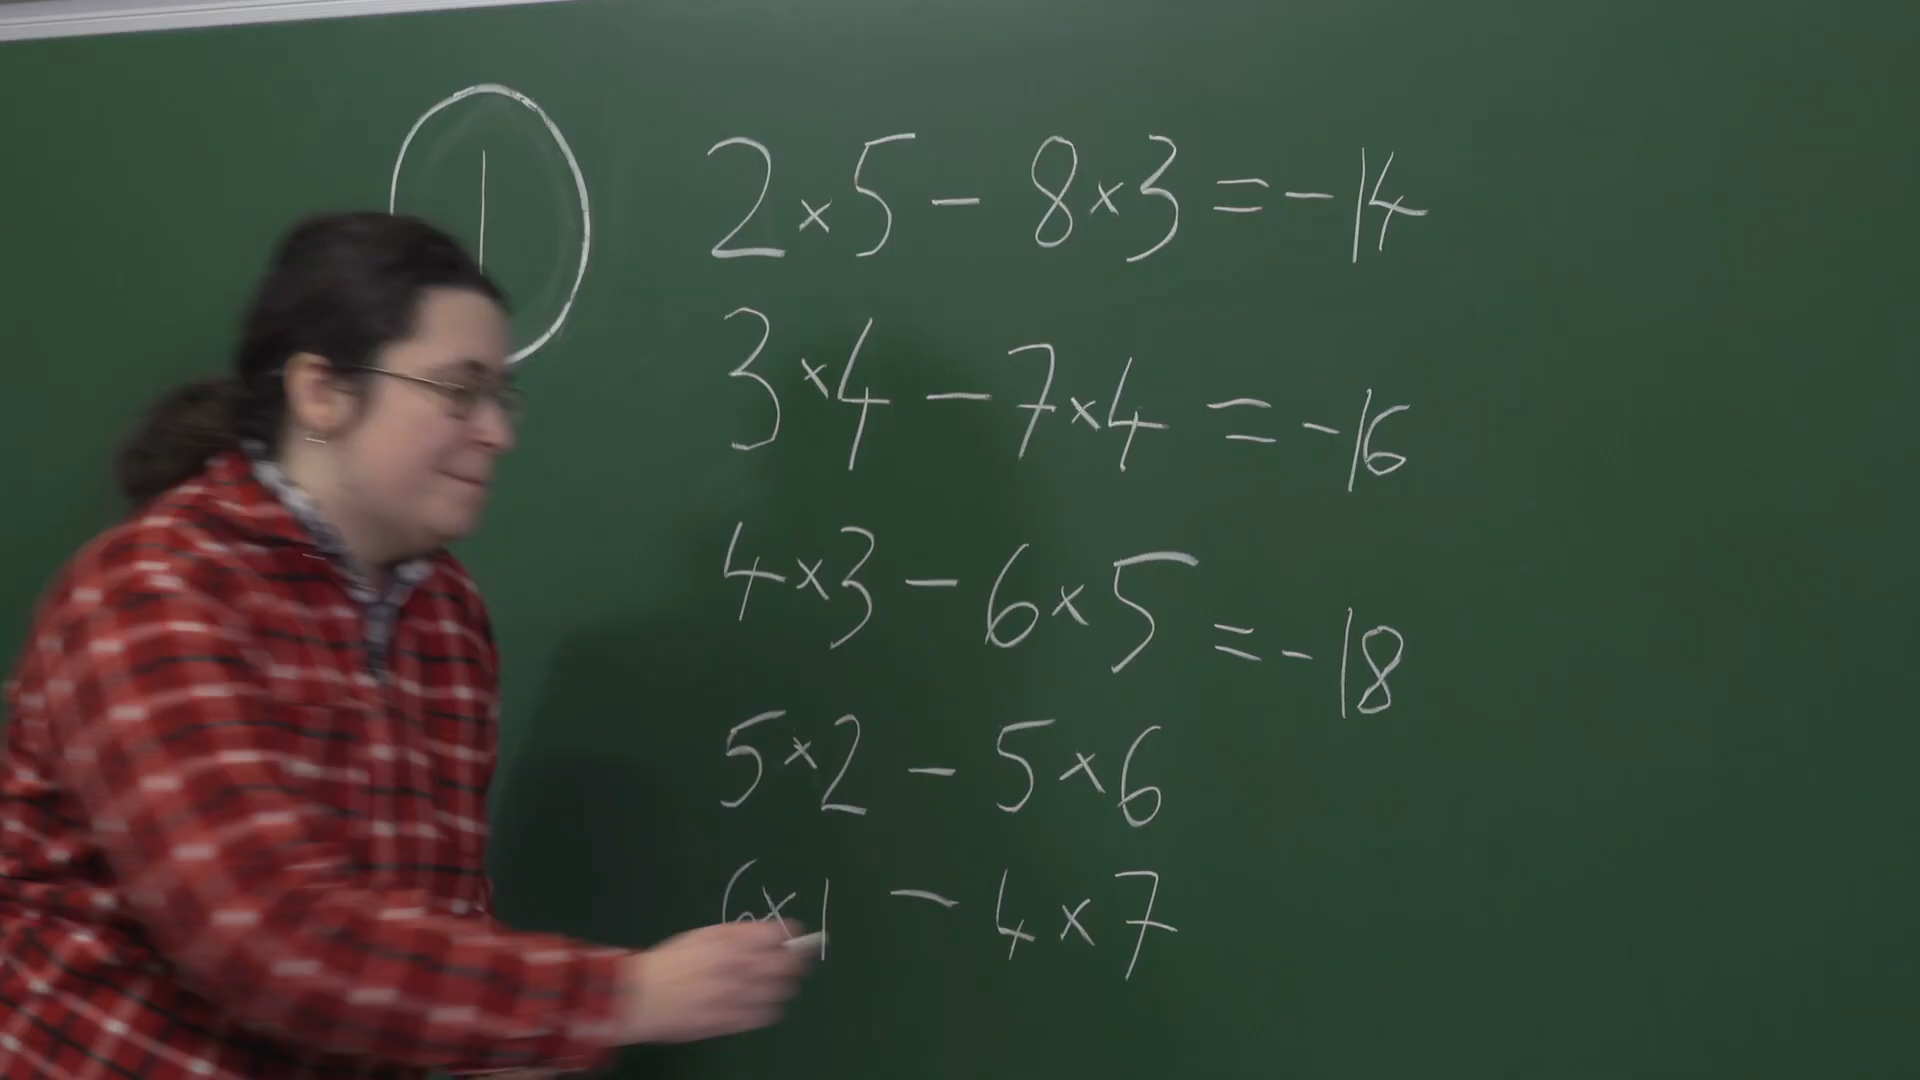 1
2×5 - 8×3 = -14
3×4 - 7×4 = -16
4×3 - 6×5 = -18
5×2 - 5×6
6×1 - 4×7